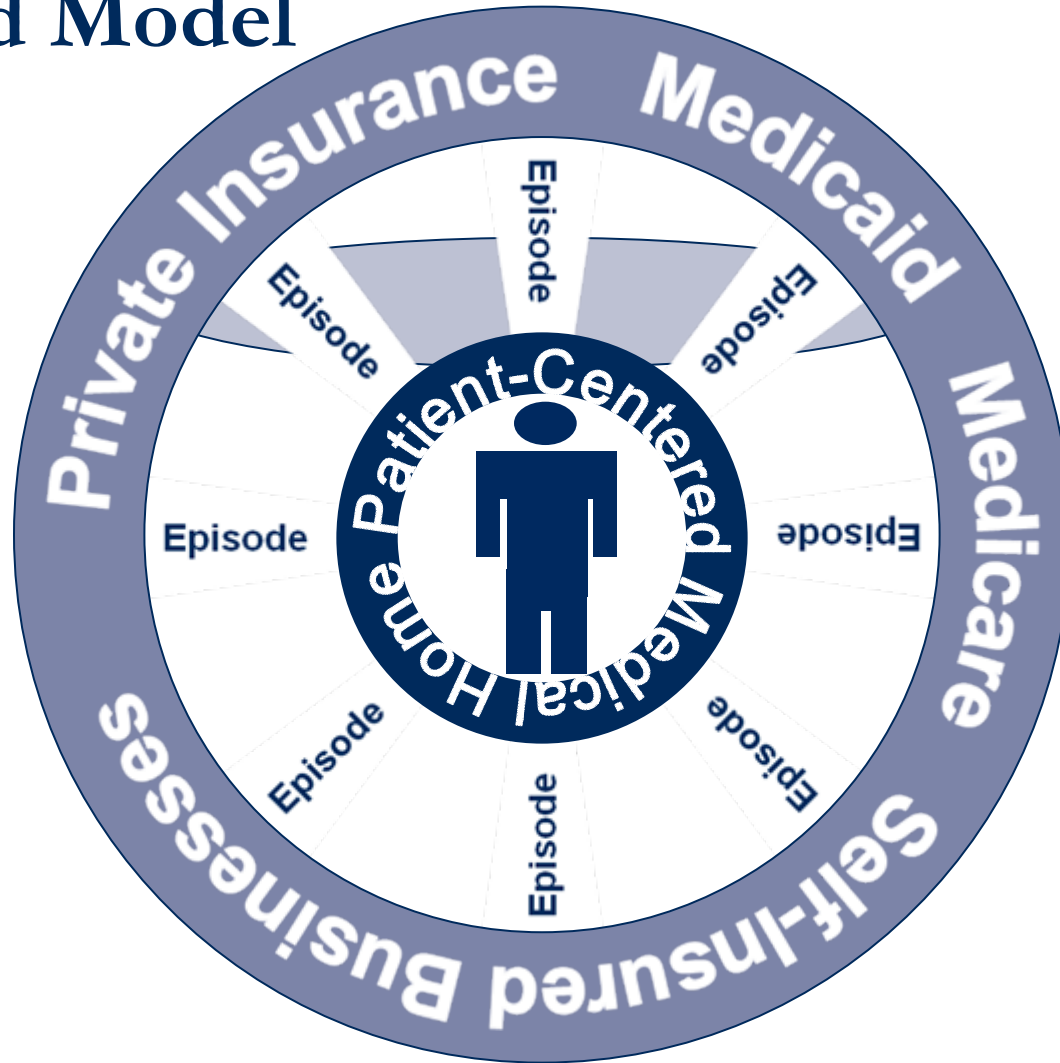 d Model
Private Insurance
Medicaid
Medicare
Self-Insured Businesses
Episode
Episode
Episode
Episode
Episode
Episode
Episode
Episode
Patient-Centered Medical Home